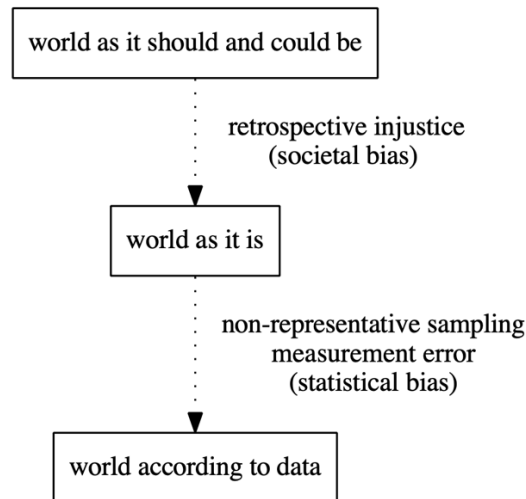 world as it should and could be
retrospective injustice
(societal bias)
world as it is
non-representative sampling
measurement error
(statistical bias)
world according to data